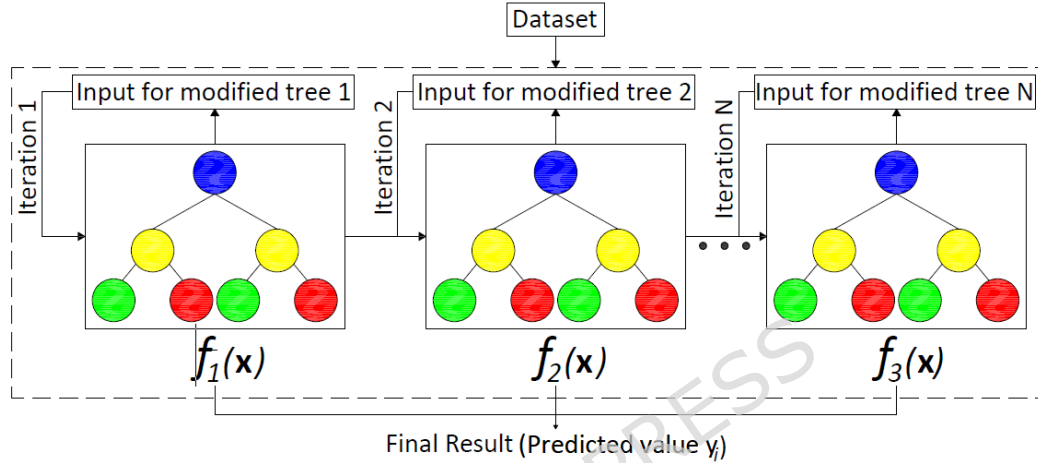 Dataset
Input for modified tree 1
Input for modified tree 2
Input for modified tree N
Iteration 1
Iteration 2
Iteration N
f₁(x)
f₂(x)
f₃(x)
PRESS
Final Result (Predicted value yᵢ)